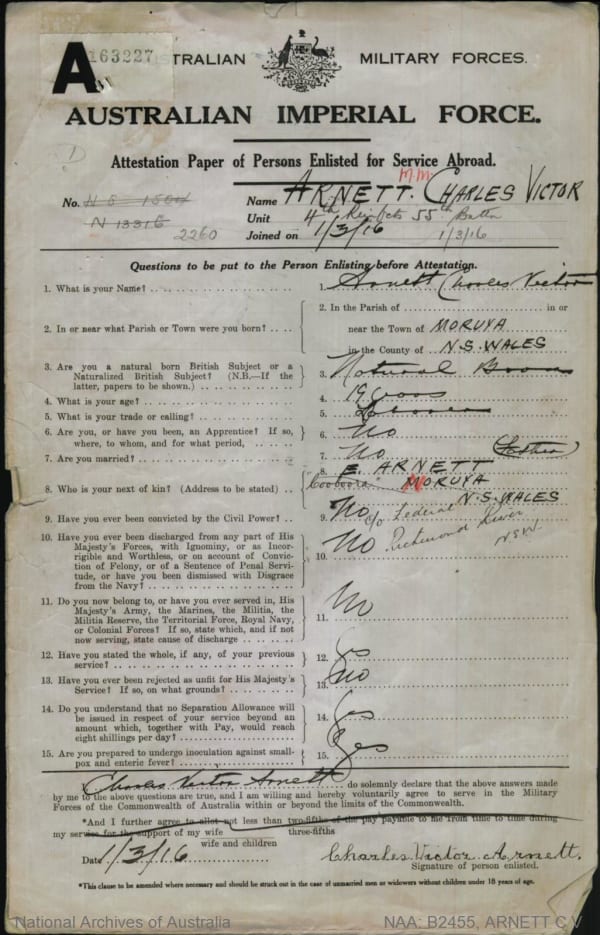 A
163227
AUSTRALIAN MILITARY FORCES.
AUSTRALIAN IMPERIAL FORCE.
Attestation Paper of Persons Enlisted for Service Abroad.
M.M.
No. N 13316 Name ARNETT. CHARLES VICTOR
2260 Unit 4th Reinfcts 55th Battn
Joined on 1/3/16 1/3/16
Questions to be put to the Person Enlisting before Attestation.
1. What is your Name? 1. Arnett Charles Victor
2. In or near what Parish or Town were you born? 2. In the Parish of in or
near the Town of MORUYA
in the County of N.S. WALES
3. Are you a natural born British Subject or a
Naturalized British Subject? (N.B.—If the
latter, papers to be shown.) 3. Natural Born
4. What is your age? 4. 19
5. What is your trade or calling? 5. Labourer
6. Are you, or have you been, an Apprentice? If so,
where, to whom, and for what period, 6. No
7. Are you married? 7. No
(Father)
8. Who is your next of kin? (Address to be stated) 8. E. ARNETT
MORUYA
N.S. WALES
c/o Federal
Richmond River
N.S.W.
9. Have you ever been convicted by the Civil Power? 9. No
10. Have you ever been discharged from any part of His
Majesty's Forces, with Ignominy, or as Incor-
rigible and Worthless, or on account of Convic-
tion of Felony, or of a Sentence of Penal Servi-
tude, or have you been dismissed with Disgrace
from the Navy? 10. No
11. Do you now belong to, or have you ever served in, His
Majesty's Army, the Marines, the Militia, the
Militia Reserve, the Territorial Force, Royal Navy,
or Colonial Forces? If so, state which, and if not
now serving, state cause of discharge 11. No
12. Have you stated the whole, if any, of your previous
service? 12. Yes
13. Have you ever been rejected as unfit for His Majesty's
Service? If so, on what grounds? 13. No
14. Do you understand that no Separation Allowance will
be issued in respect of your service beyond an
amount which, together with Pay, would reach
eight shillings per day? 14. Yes
15. Are you prepared to undergo inoculation against small-
pox and enteric fever? 15. Yes
I, Charles Victor Arnett do solemnly declare that the above answers made
by me to the above questions are true, and I am willing and hereby voluntarily agree to serve in the Military
Forces of the Commonwealth of Australia within or beyond the limits of the Commonwealth.
*And I further agree to allot not less than two-fifths of the pay payable to me from time to time during
three-fifths
my service for the support of my wife
wife and children
Date 1/3/16 Charles Victor Arnett.
Signature of person enlisted.
*This clause to be amended where necessary and should be struck out in the case of unmarried men or widowers without children under 18 years of age.
National Archives of Australia NAA: B2455, ARNETT C V